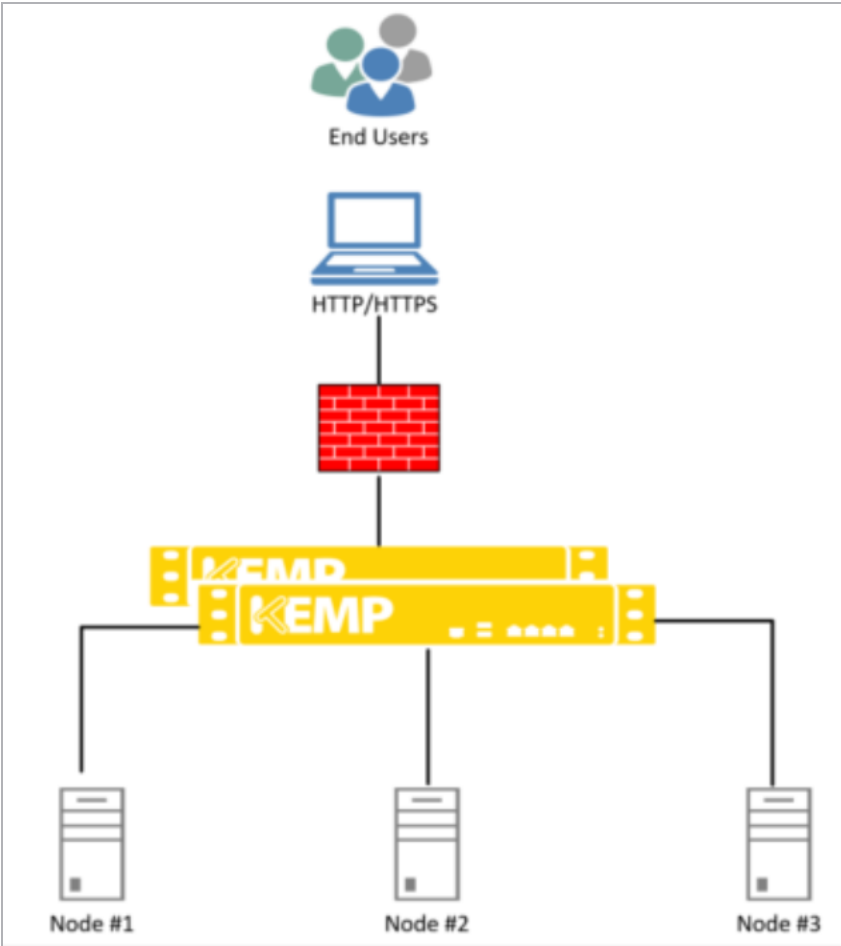 End Users
HTTP/HTTPS
KEMP
KEMP
Node #1
Node #2
Node #3